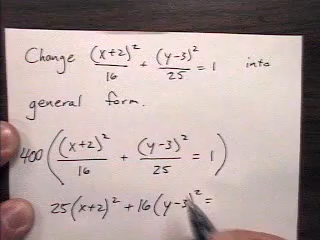 Change (x+2)²/16 + (y-3)²/25 = 1 into
general form.
400((x+2)²/16 + (y-3)²/25 = 1)
25(x+2)² + 16(y-3)² =